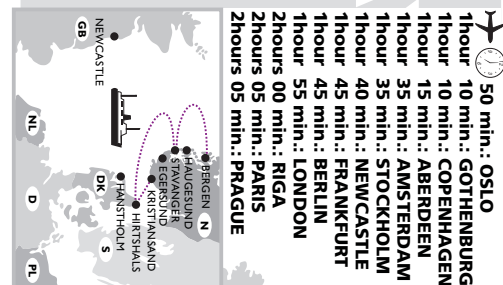 50 min.: OSLO
1hour 10 min.: GOTHENBURG
1hour 10 min.: COPENHAGEN
1hour 15 min.: ABERDEEN
1hour 35 min.: AMSTERDAM
1hour 35 min.: STOCKHOLM
1hour 40 min.: NEWCASTLE
1hour 45 min.: FRANKFURT
1hour 45 min.: BERLIN
1hour 55 min.: LONDON
2hours 00 min.: RIGA
2hours 05 min.: PARIS
2hours 05 min.: PRAGUE
BERGEN
N
HAUGESUND
STAVANGER
EGERSUND
KRISTIANSAND
HIRTSHALS
HANSTHOLM
DK
S
NEWCASTLE
GB
NL
D
PL